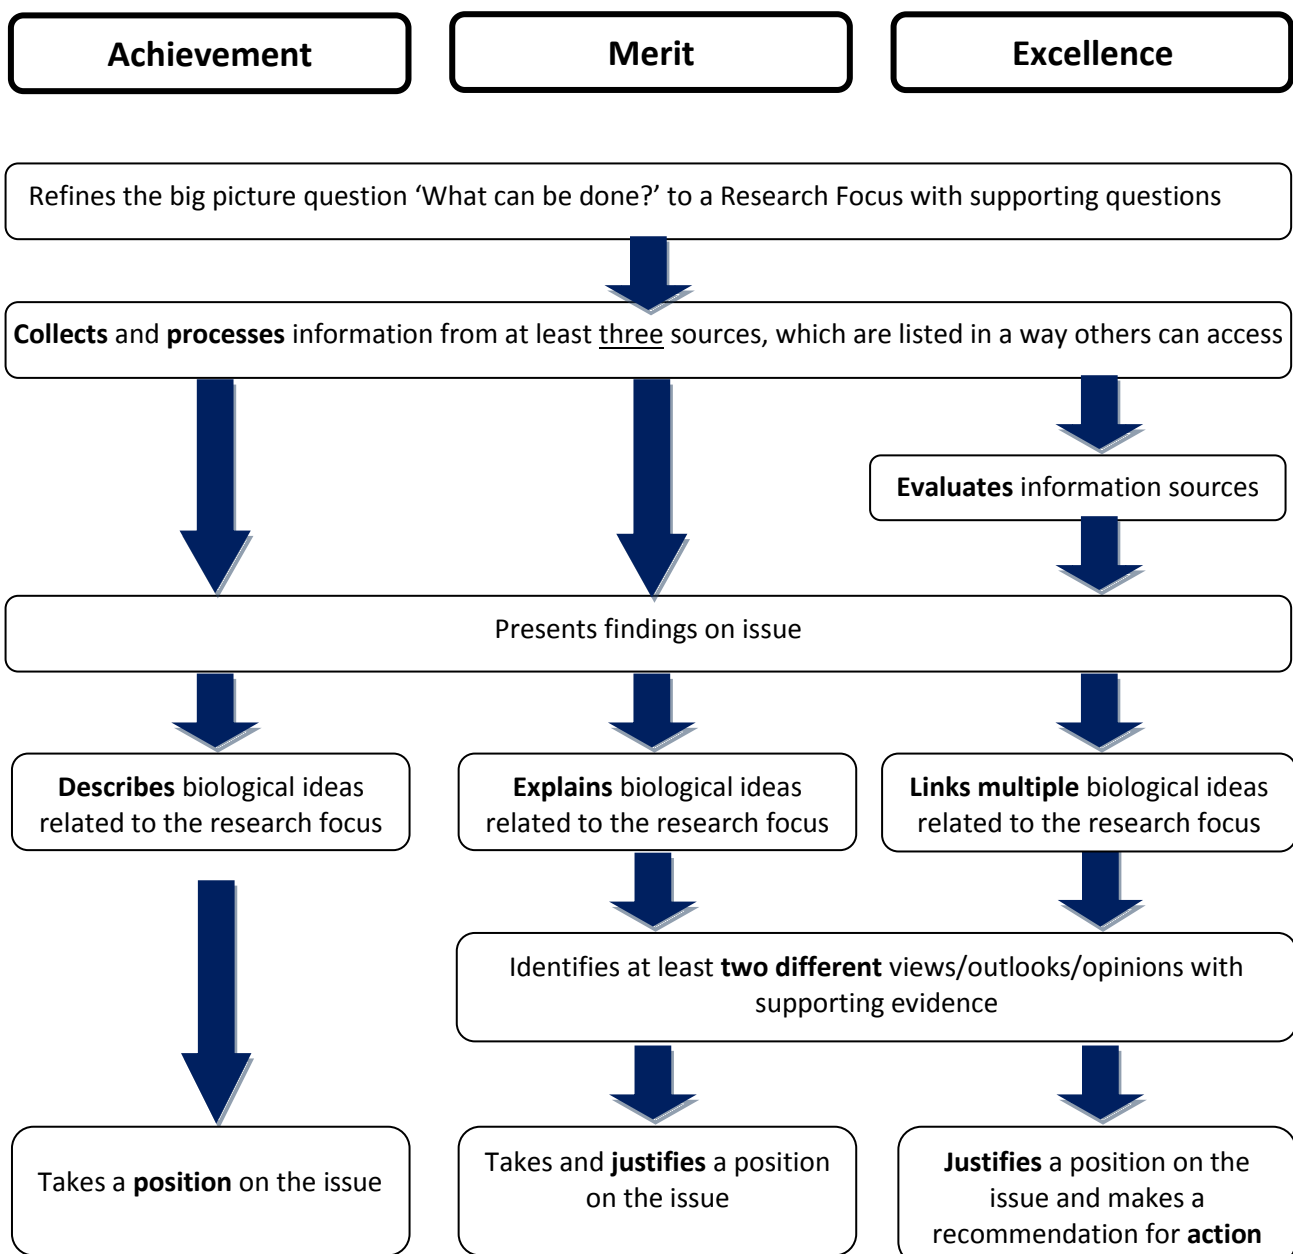 Achievement
Merit
Excellence
Refines the big picture question ‘What can be done?’ to a Research Focus with supporting questions
Collects and processes information from at least three sources, which are listed in a way others can access
Evaluates information sources
Presents findings on issue
Describes biological ideas
related to the research focus
Explains biological ideas
related to the research focus
Links multiple biological ideas
related to the research focus
Identifies at least two different views/outlooks/opinions with
supporting evidence
Takes a position on the issue
Takes and justifies a position
on the issue
Justifies a position on the
issue and makes a
recommendation for action